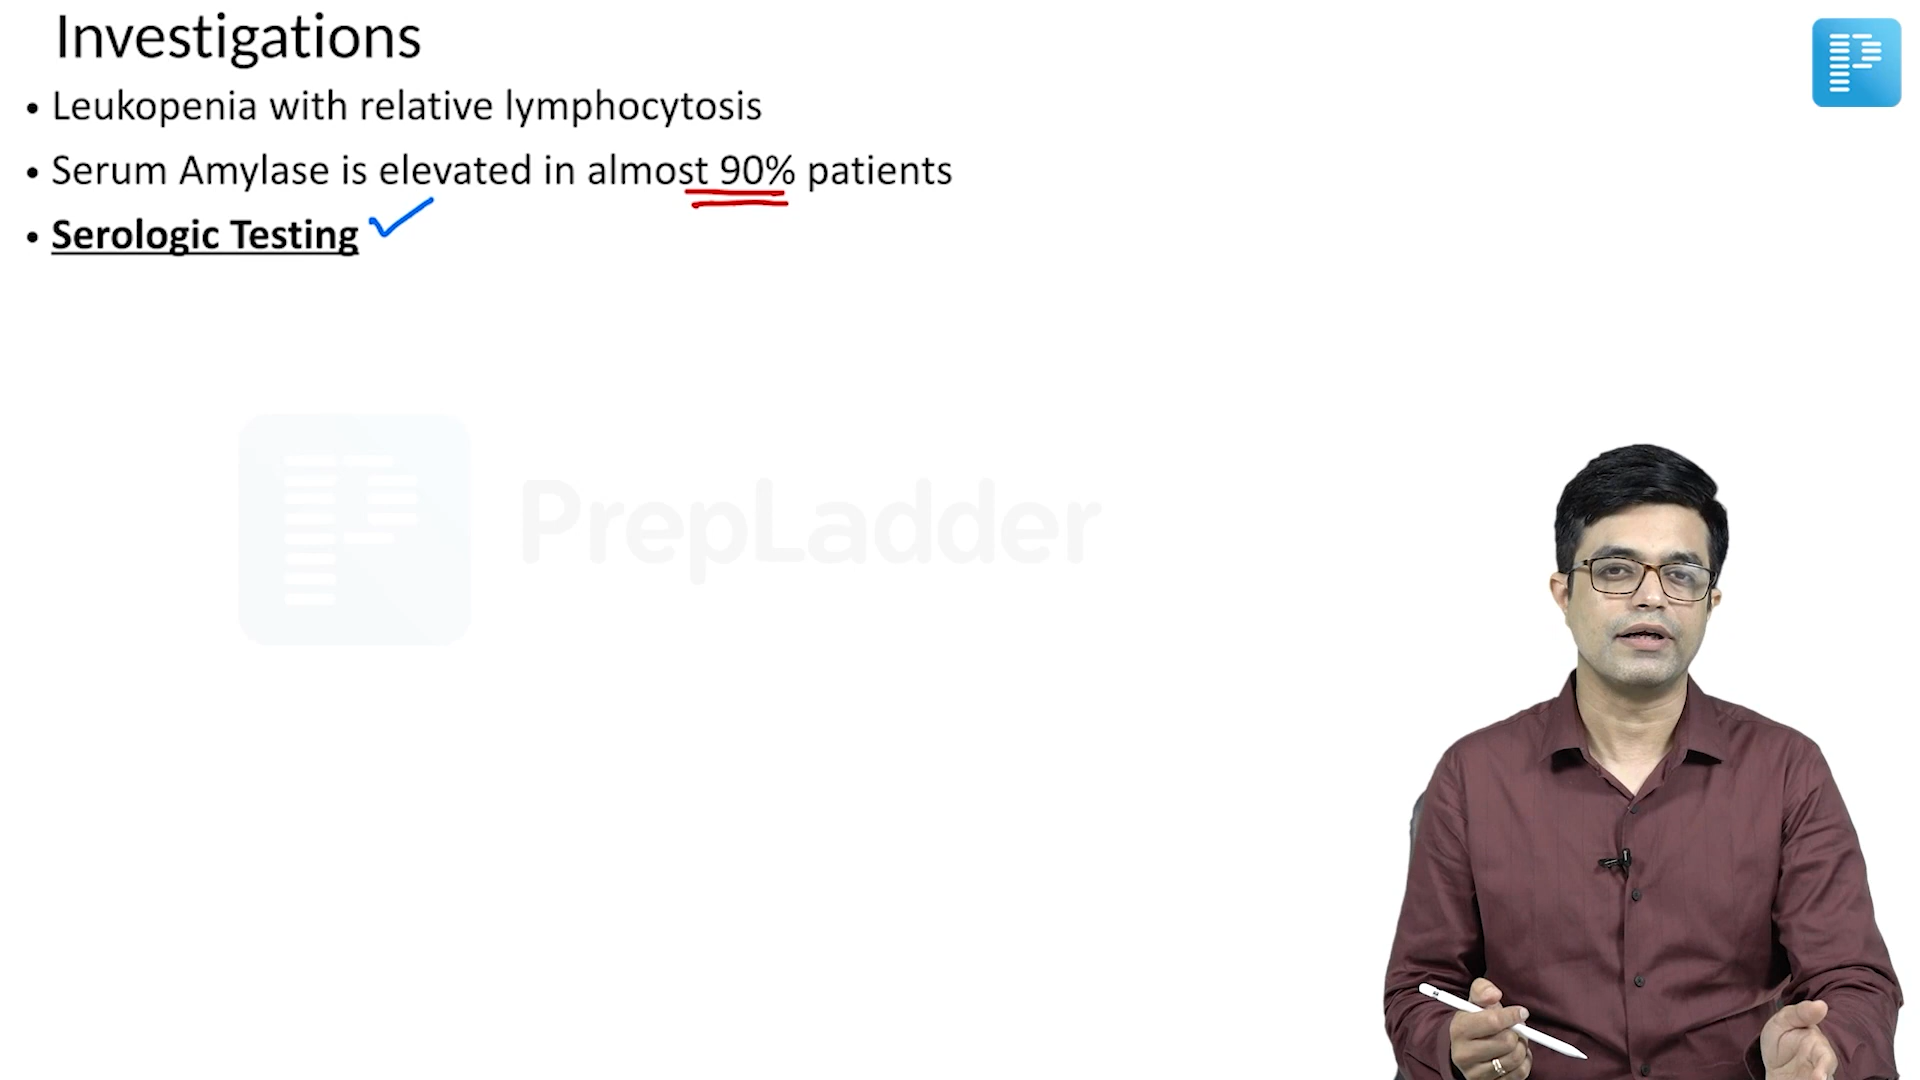 Investigations
• Leukopenia with relative lymphocytosis
• Serum Amylase is elevated in almost 90% patients
• Serologic Testing
PrepLadder